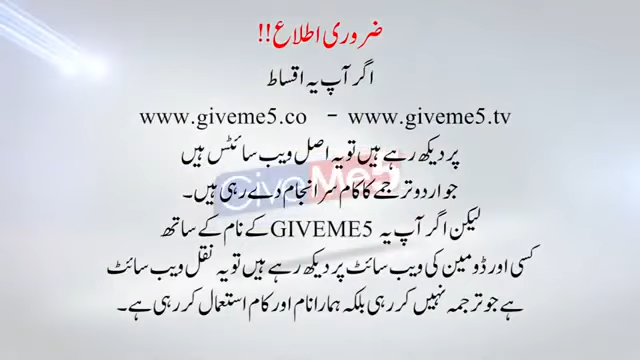 ضروری اطلاع!!
اگر آپ یہ اقساط
www.giveme5.co - www.giveme5.tv
پر دیکھ رہے ہیں تو یہ اصل ویب سائٹس ہیں
جو اردو ترجمے کا کام سرانجام دے رہی ہیں۔
GiveMe5
لیکن اگر آپ یہ GIVEME5 کے نام کے ساتھ
کسی اور ڈومین کی ویب سائٹ پر دیکھ رہے ہیں تو یہ نقل ویب سائٹ
ہے جو ترجمہ نہیں کر رہی بلکہ ہمارا نام اور کام استعمال کر رہی ہے۔